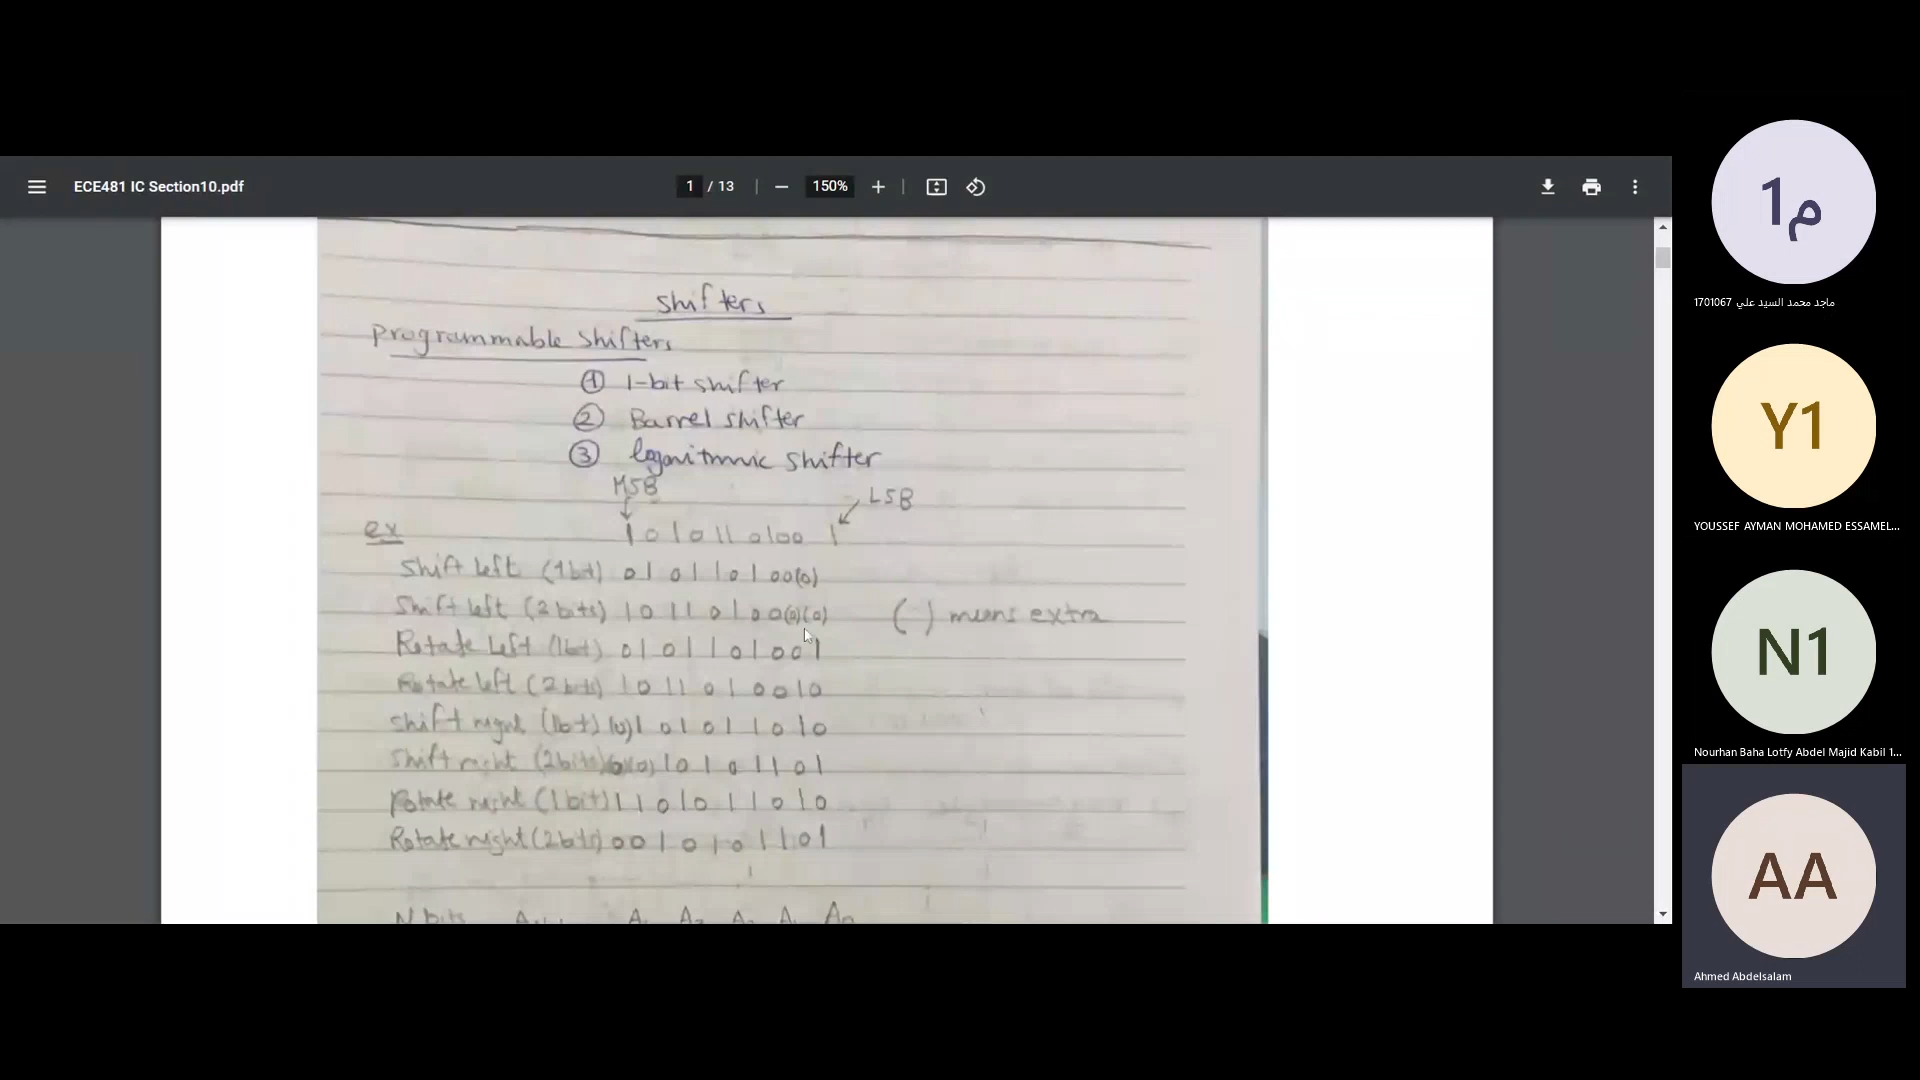 ECE481 IC Section10.pdf
1 / 13
150%
Shifters
Programmable Shifters
① 1-bit shifter
② Barrel shifter
③ logaritmmic shifter
MSB
LSB
ex 1 0 1 0 1 1 0 1 0 0 1
Shift left (1bit) 0 1 0 1 1 0 1 0 0 (0)
Shift left (2 bits) 1 0 1 1 0 1 0 0 (0) (0) ( ) means extra
Rotate left (1bit) 0 1 0 1 1 0 1 0 0 1
Rotate left (2 bits) 1 0 1 1 0 1 0 0 1 0
Shift right (1bit) (0) 1 0 1 0 1 1 0 1 0
Shift right (2bits) (0) (0) 1 0 1 0 1 1 0 1
Rotate right (1bit) 1 1 0 1 0 1 1 0 1 0
Rotate right (2bits) 0 0 1 0 1 0 1 1 0 1
N bits
م1
ماجد محمد السيد علي 1701067
Y1
YOUSSEF AYMAN MOHAMED ESSAMEL...
N1
Nourhan Baha Lotfy Abdel Majid Kabil 1...
AA
Ahmed Abdelsalam